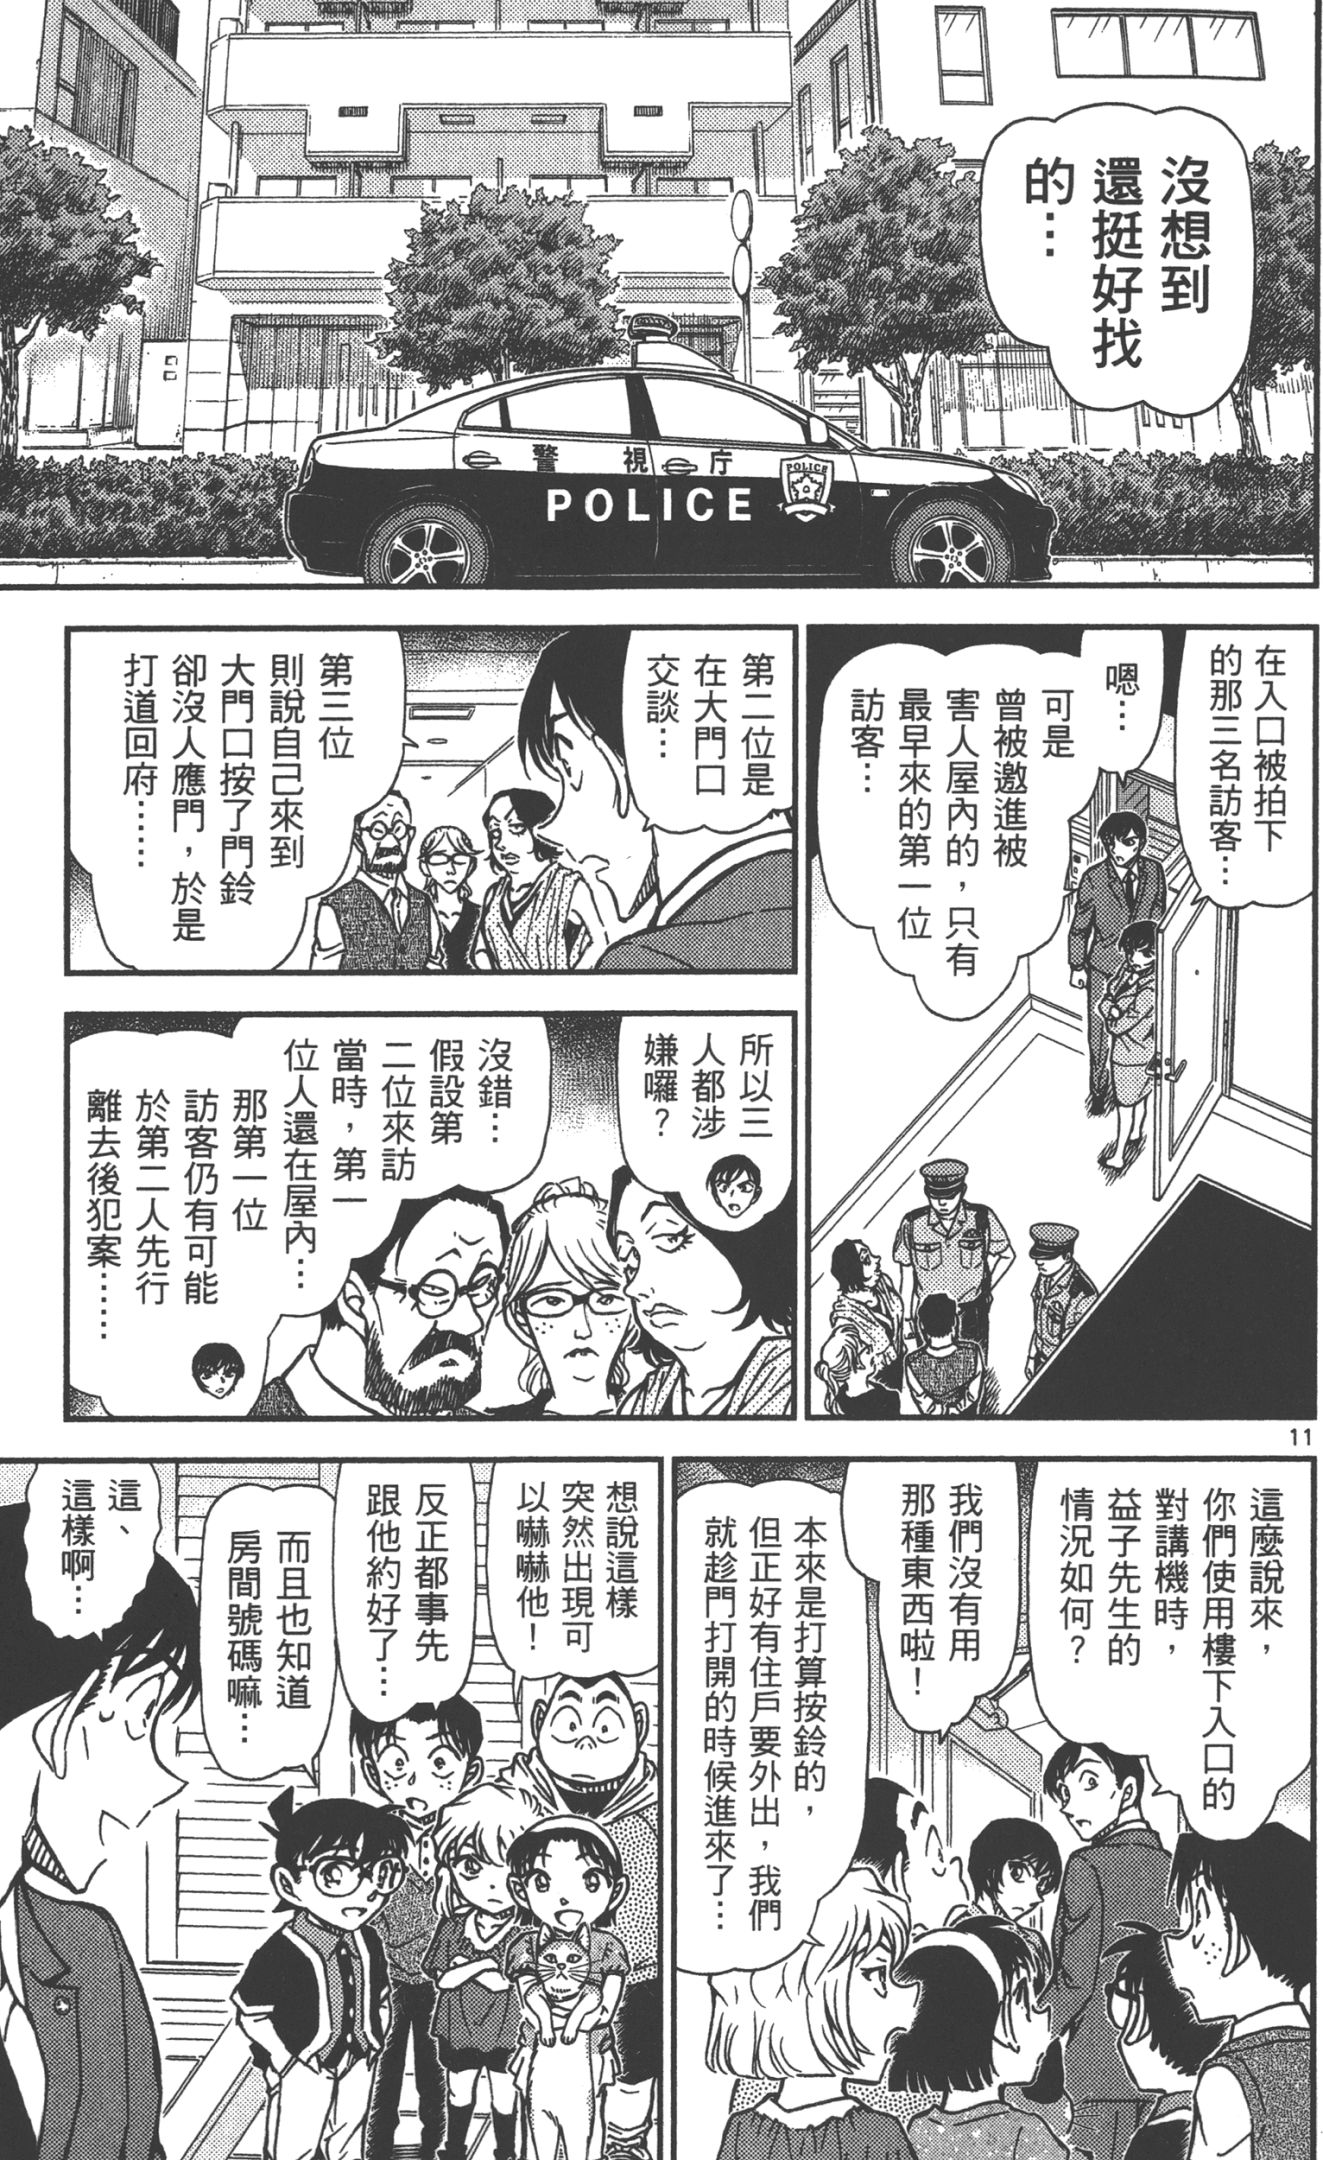 沒想到
還挺好找
的…
警視庁
POLICE
POLICE
在入口被拍下
的那三名訪客…
嗯…
可是
曾被邀進被
害人屋內的，只有
最早來的第一位
訪客…
第二位是
在大門口
交談…
第三位
則說自己來到
大門口按了門鈴
卻沒人應門，於是
打道回府……
所以三
人都涉
嫌囉？
沒錯…
假設第
二位來訪
當時，第一
位人還在屋內…
那第一位
訪客仍有可能
於第二人先行
離去後犯案……
11
這麼說來，
你們使用樓下入口的
對講機時，
益子先生的
情況如何？
我們沒有用
那種東西啦！
本來是打算按鈴的，
但正好有住戶要外出，我們
就趁門打開的時候進來了…
想說這樣
突然出現可
以嚇嚇他！
反正都事先
跟他約好了…
而且也知道
房間號碼嘛…
這、
這樣啊…